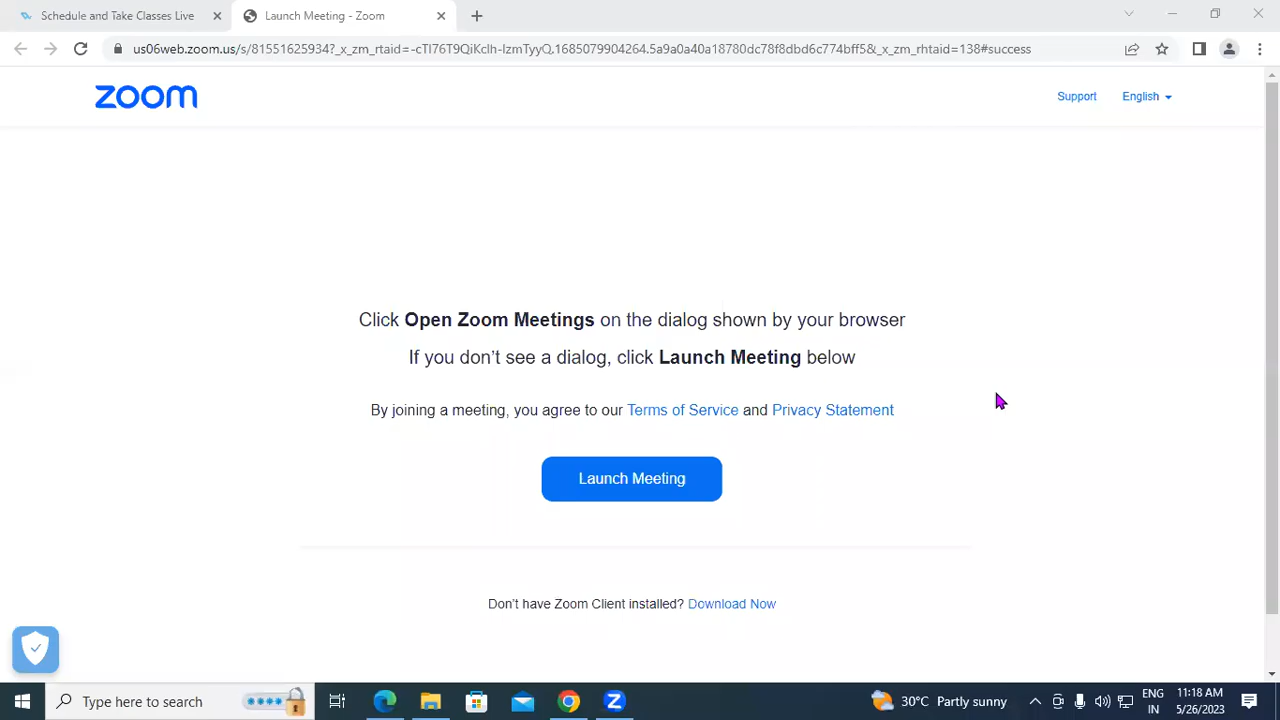 Schedule and Take Classes Live
Launch Meeting - Zoom
us06web.zoom.us/s/81551625934?_x_zm_rtaid=-cTI76T9QiKclh-IzmTyyQ.1685079904264.5a9a0a40a18780dc78f8dbd6c774bff5&_x_zm_rhtaid=138#success
zoom
Support
English
Click Open Zoom Meetings on the dialog shown by your browser
If you don’t see a dialog, click Launch Meeting below
By joining a meeting, you agree to our Terms of Service and Privacy Statement
Launch Meeting
Don’t have Zoom Client installed? Download Now
Type here to search
30°C Partly sunny
ENG
IN
11:18 AM
5/26/2023